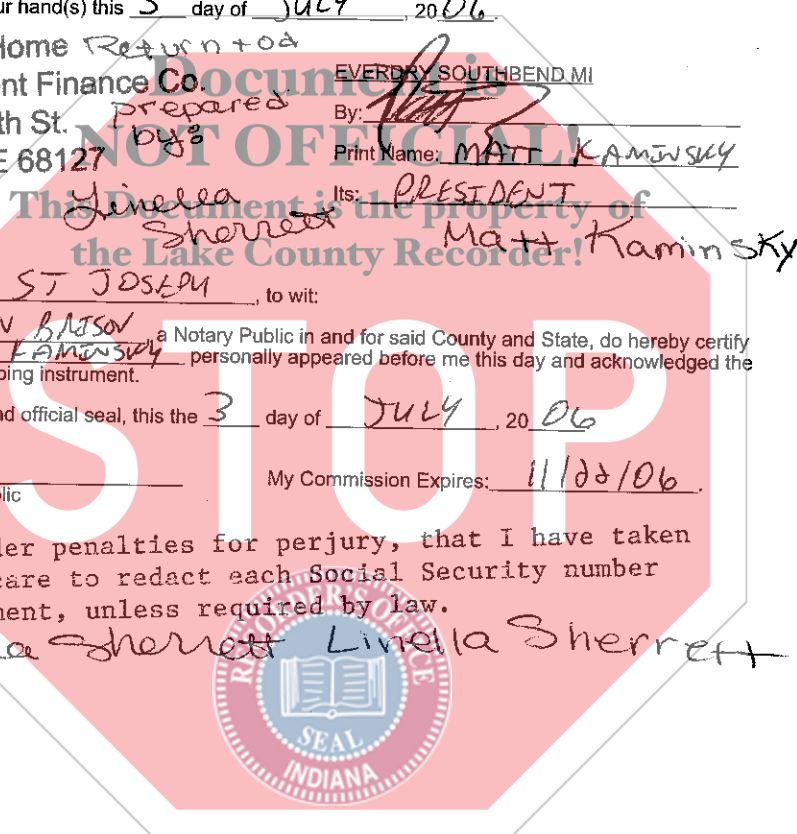 ur hand(s) this 3 day of JULY, 2006.
Home Return to:
nt Finance Co.
th St. prepared
E 68127 by:
Linella
Sherrett
EVERDRY SOUTHBEND MI
By:
Print Name: MATT KAMINSKY
Its: PRESIDENT
Matt Kaminsky
Document is
NOT OFFICIAL!
This Document is the property of
the Lake County Recorder!
ST JOSEPH, to wit:
a Notary Public in and for said County and State, do hereby certify
KAMINSKY personally appeared before me this day and acknowledged the
oing instrument.
nd official seal, this the 3 day of JULY, 2006
My Commission Expires: 11/22/06.
lic
STOP
der penalties for perjury, that I have taken
care to redact each Social Security number
ment, unless required by law.
a Sherrett Linella Sherrett
RECORDER'S OFFICE
SEAL
INDIANA